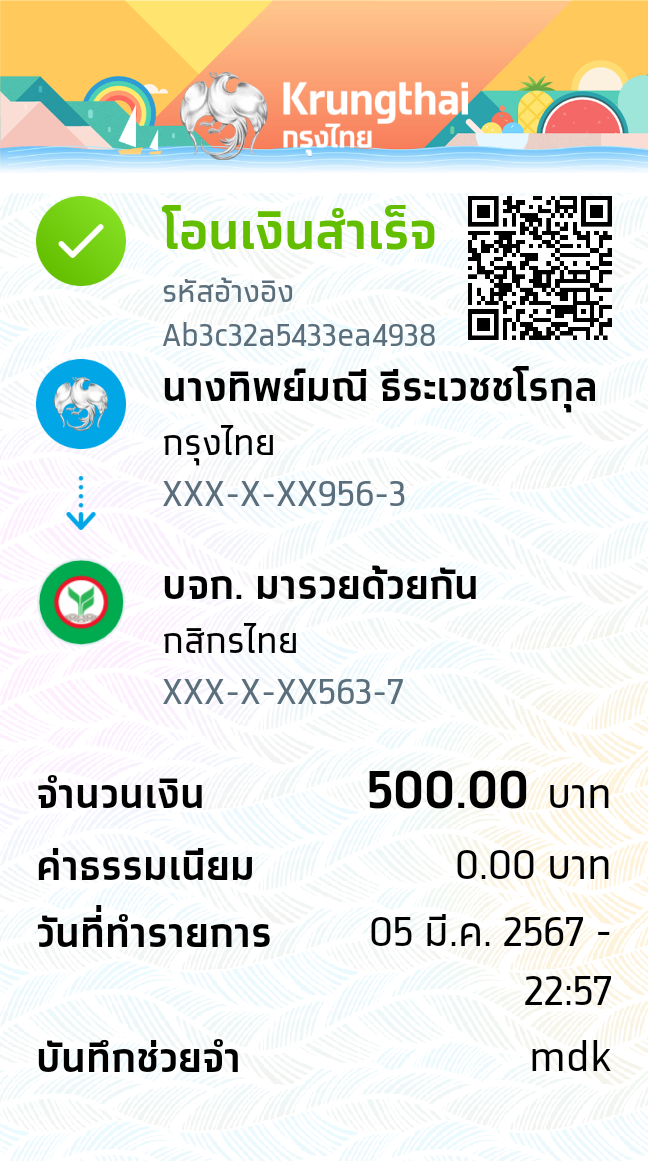 Krungthai
กรุงไทย
โอนเงินสำเร็จ
รหัสอ้างอิง
Ab3c32a5433ea4938
นางทิพย์มณี ธีระเวชชโรกุล
กรุงไทย
XXX-X-XX956-3
บจก. มารวยด้วยกัน
กสิกรไทย
XXX-X-XX563-7
จำนวนเงิน 500.00 บาท
ค่าธรรมเนียม 0.00 บาท
วันที่ทำรายการ 05 มี.ค. 2567 -
22:57
บันทึกช่วยจำ mdk